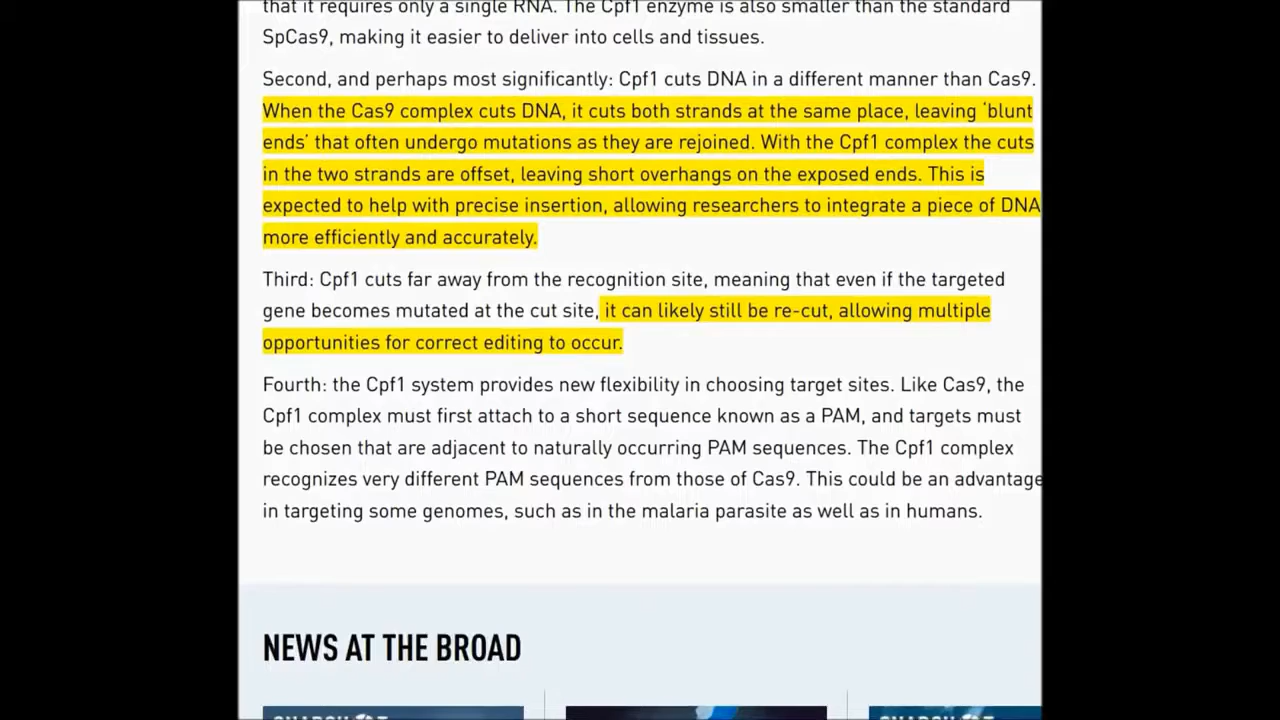 that it requires only a single RNA. The Cpf1 enzyme is also smaller than the standard
SpCas9, making it easier to deliver into cells and tissues.
Second, and perhaps most significantly: Cpf1 cuts DNA in a different manner than Cas9.
When the Cas9 complex cuts DNA, it cuts both strands at the same place, leaving ‘blunt
ends’ that often undergo mutations as they are rejoined. With the Cpf1 complex the cuts
in the two strands are offset, leaving short overhangs on the exposed ends. This is
expected to help with precise insertion, allowing researchers to integrate a piece of DNA
more efficiently and accurately.
Third: Cpf1 cuts far away from the recognition site, meaning that even if the targeted
gene becomes mutated at the cut site, it can likely still be re-cut, allowing multiple
opportunities for correct editing to occur.
Fourth: the Cpf1 system provides new flexibility in choosing target sites. Like Cas9, the
Cpf1 complex must first attach to a short sequence known as a PAM, and targets must
be chosen that are adjacent to naturally occurring PAM sequences. The Cpf1 complex
recognizes very different PAM sequences from those of Cas9. This could be an advantage
in targeting some genomes, such as in the malaria parasite as well as in humans.
NEWS AT THE BROAD